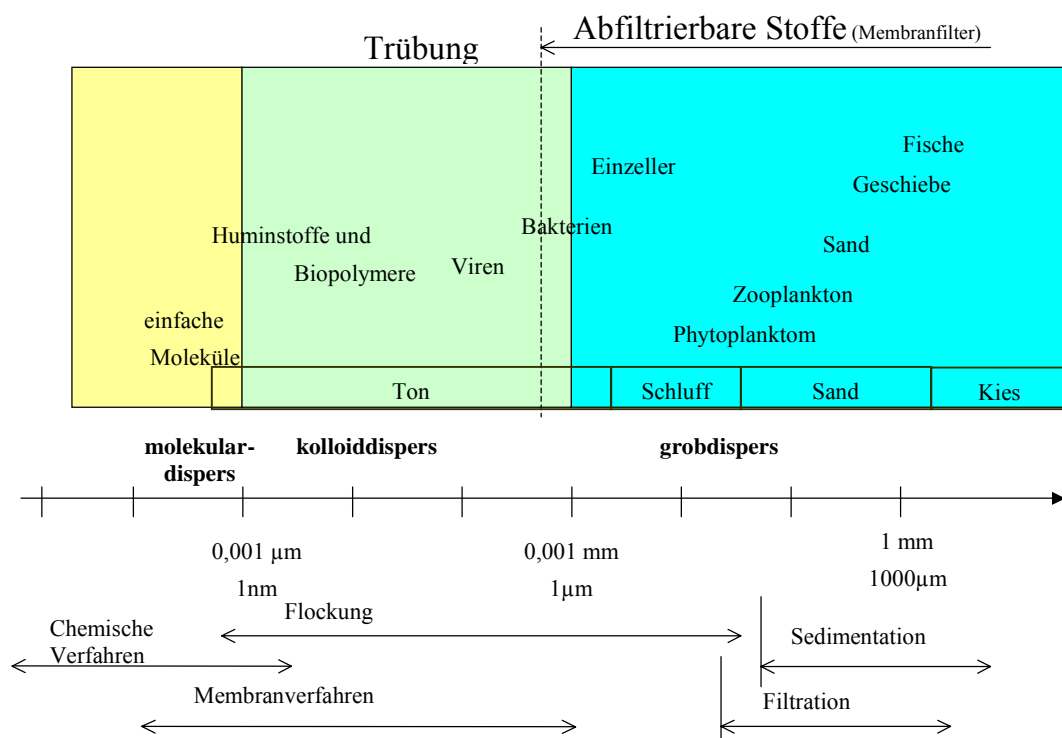 Trübung
Abfiltrierbare Stoffe (Membranfilter)
Fische
Einzeller
Geschiebe
Bakterien
Huminstoffe und
Sand
Viren
Biopolymere
Zooplankton
einfache
Phytoplanktom
Moleküle
Ton
Schluff
Sand
Kies
molekular-
dispers
kolloiddispers
grobdispers
0,001 µm
1nm
0,001 mm
1µm
1 mm
1000µm
Flockung
Chemische
Verfahren
Sedimentation
Membranverfahren
Filtration